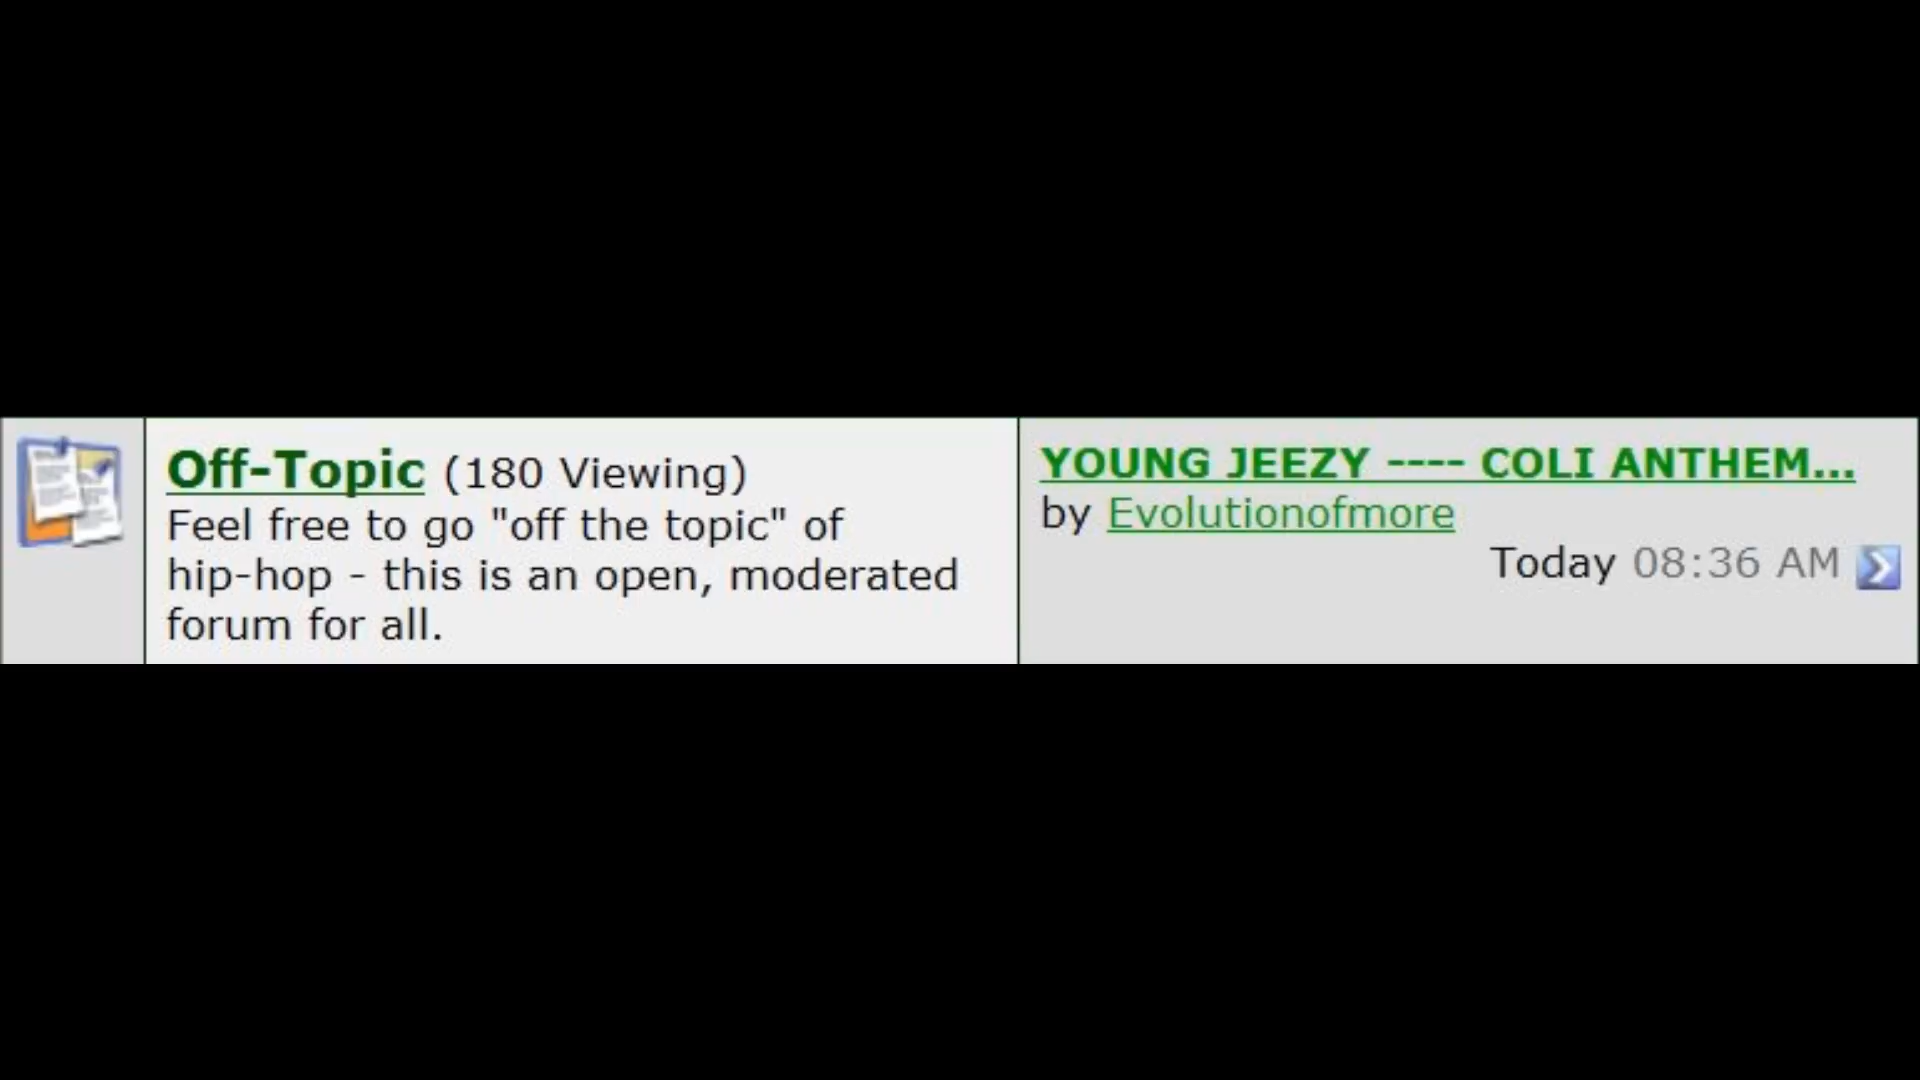 Off-Topic (180 Viewing)
Feel free to go "off the topic" of
hip-hop - this is an open, moderated
forum for all.
YOUNG JEEZY ---- COLI ANTHEM...
by Evolutionofmore
Today 08:36 AM